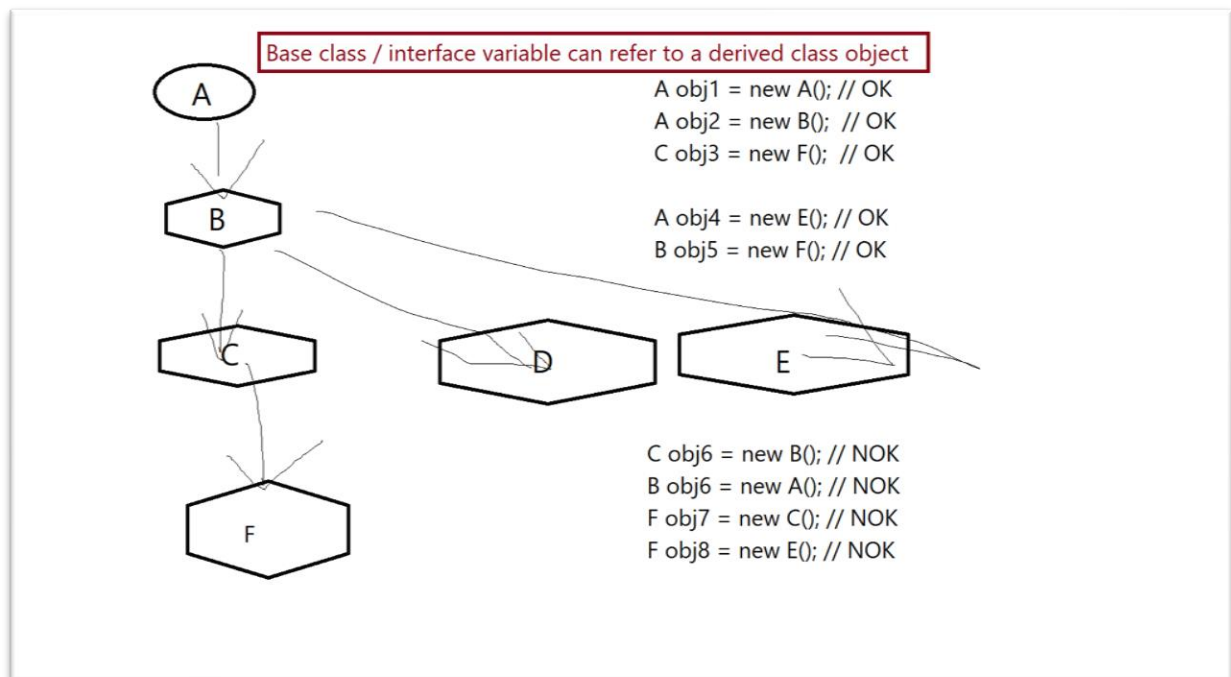 Base class / interface variable can refer to a derived class object
A
A obj1 = new A(); // OK
A obj2 = new B();  // OK
C obj3 = new F();  // OK
B
A obj4 = new E(); // OK
B obj5 = new F(); // OK
C
D
E
C obj6 = new B(); // NOK
B obj6 = new A(); // NOK
F obj7 = new C(); // NOK
F obj8 = new E(); // NOK
F